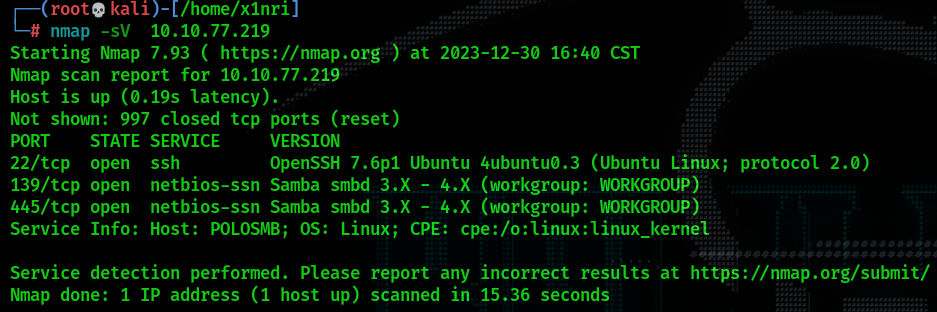 ┌──(root💀kali)-[/home/x1nri]
└─# nmap -sV  10.10.77.219
Starting Nmap 7.93 ( https://nmap.org ) at 2023-12-30 16:40 CST
Nmap scan report for 10.10.77.219
Host is up (0.19s latency).
Not shown: 997 closed tcp ports (reset)
PORT    STATE SERVICE     VERSION
22/tcp  open  ssh         OpenSSH 7.6p1 Ubuntu 4ubuntu0.3 (Ubuntu Linux; protocol 2.0)
139/tcp open  netbios-ssn Samba smbd 3.X - 4.X (workgroup: WORKGROUP)
445/tcp open  netbios-ssn Samba smbd 3.X - 4.X (workgroup: WORKGROUP)
Service Info: Host: POLOSMB; OS: Linux; CPE: cpe:/o:linux:linux_kernel
Service detection performed. Please report any incorrect results at https://nmap.org/submit/
Nmap done: 1 IP address (1 host up) scanned in 15.36 seconds